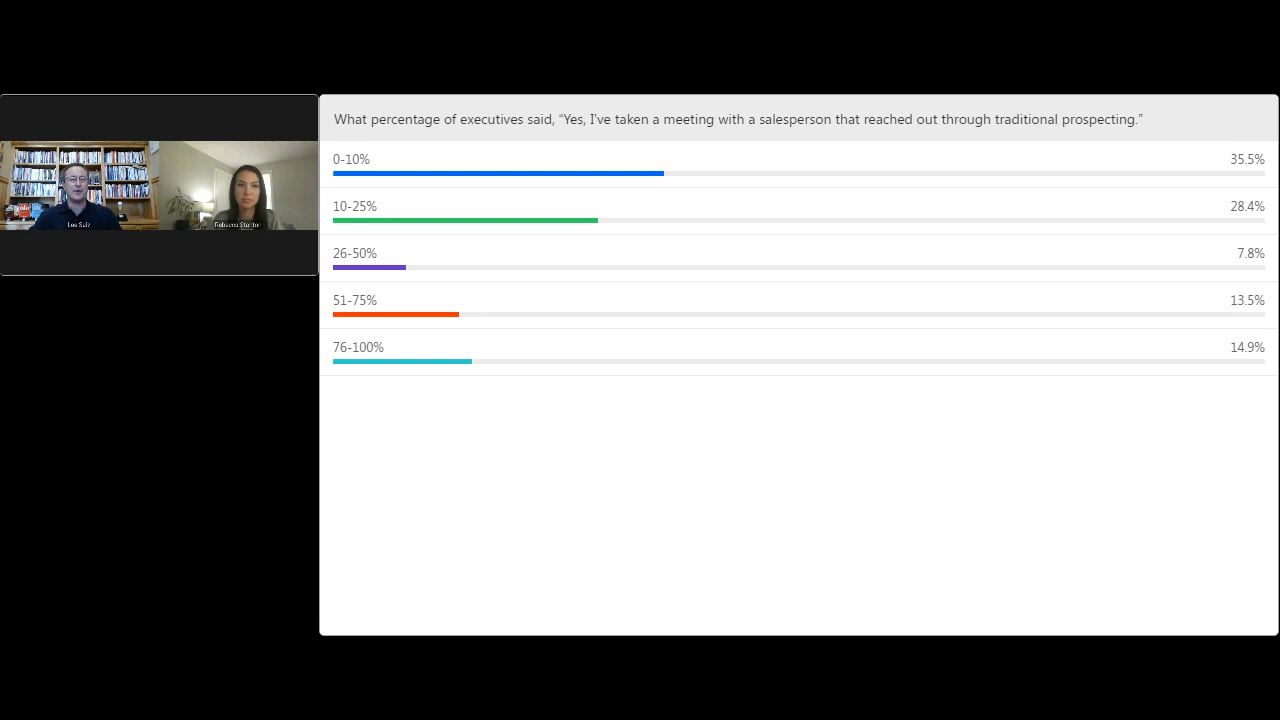 What percentage of executives said, “Yes, I’ve taken a meeting with a salesperson that reached out through traditional prospecting.”
0-10% 35.5%
10-25% 28.4%
26-50% 7.8%
51-75% 13.5%
76-100% 14.9%
Lee Salz Rebecca Stanton